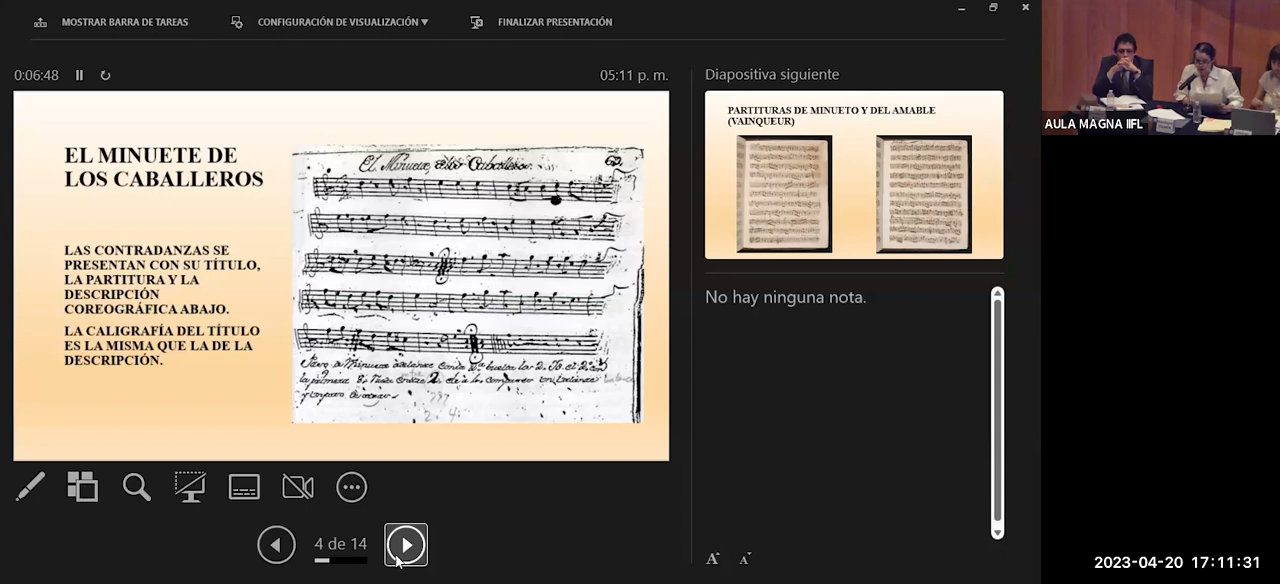 MOSTRAR BARRA DE TAREAS
CONFIGURACIÓN DE VISUALIZACIÓN ▼
FINALIZAR PRESENTACIÓN
0:06:48
05:11 p. m.
EL MINUETE DE
LOS CABALLEROS
LAS CONTRADANZAS SE
PRESENTAN CON SU TÍTULO,
LA PARTITURA Y LA
DESCRIPCIÓN
COREOGRÁFICA ABAJO.
LA CALIGRAFÍA DEL TÍTULO
ES LA MISMA QUE LA DE LA
DESCRIPCIÓN.
El Minuete
4 de 14
Diapositiva siguiente
PARTITURAS DE MINUETO Y DEL AMABLE
(VAINQUEUR)
No hay ninguna nota.
AULA MAGNA IIFL
2023-04-20 17:11:31